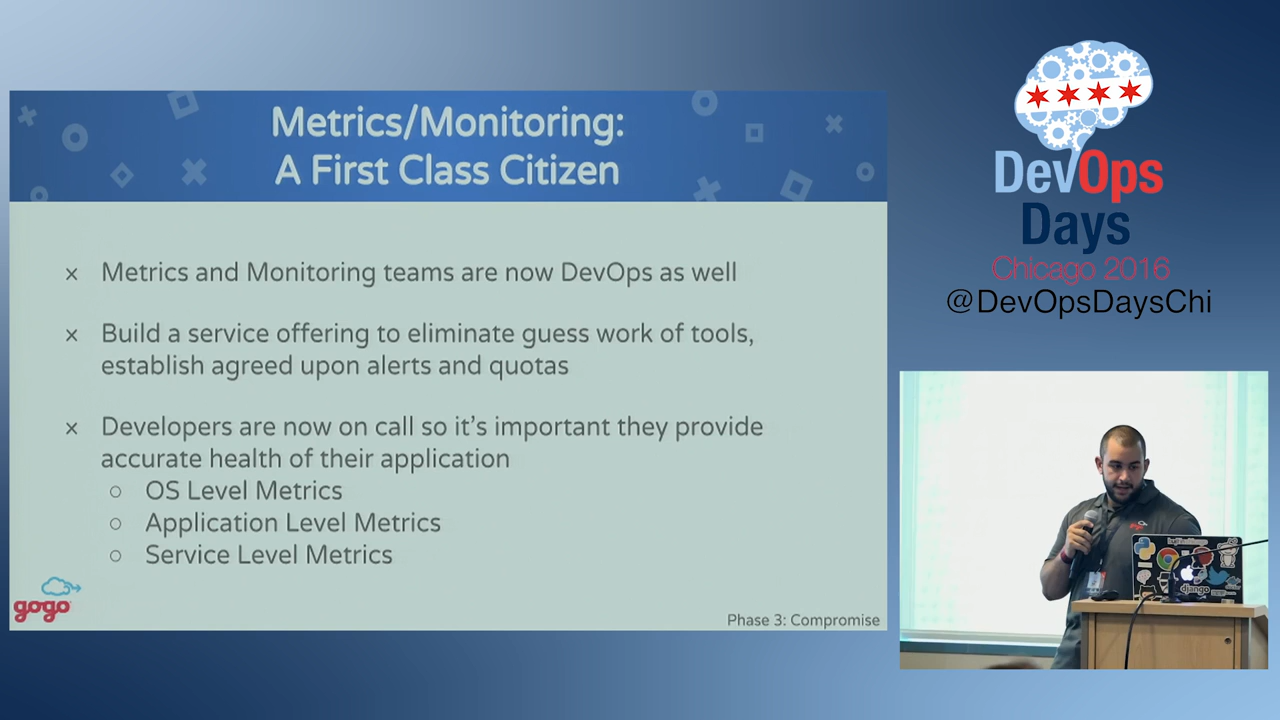 Metrics/Monitoring:
A First Class Citizen
x Metrics and Monitoring teams are now DevOps as well
x Build a service offering to eliminate guess work of tools,
establish agreed upon alerts and quotas
x Developers are now on call so it's important they provide
accurate health of their application
○ OS Level Metrics
○ Application Level Metrics
○ Service Level Metrics
gogo
Phase 3: Compromise
DevOps
Days
Chicago 2016
@DevOpsDaysChi
gogo
django